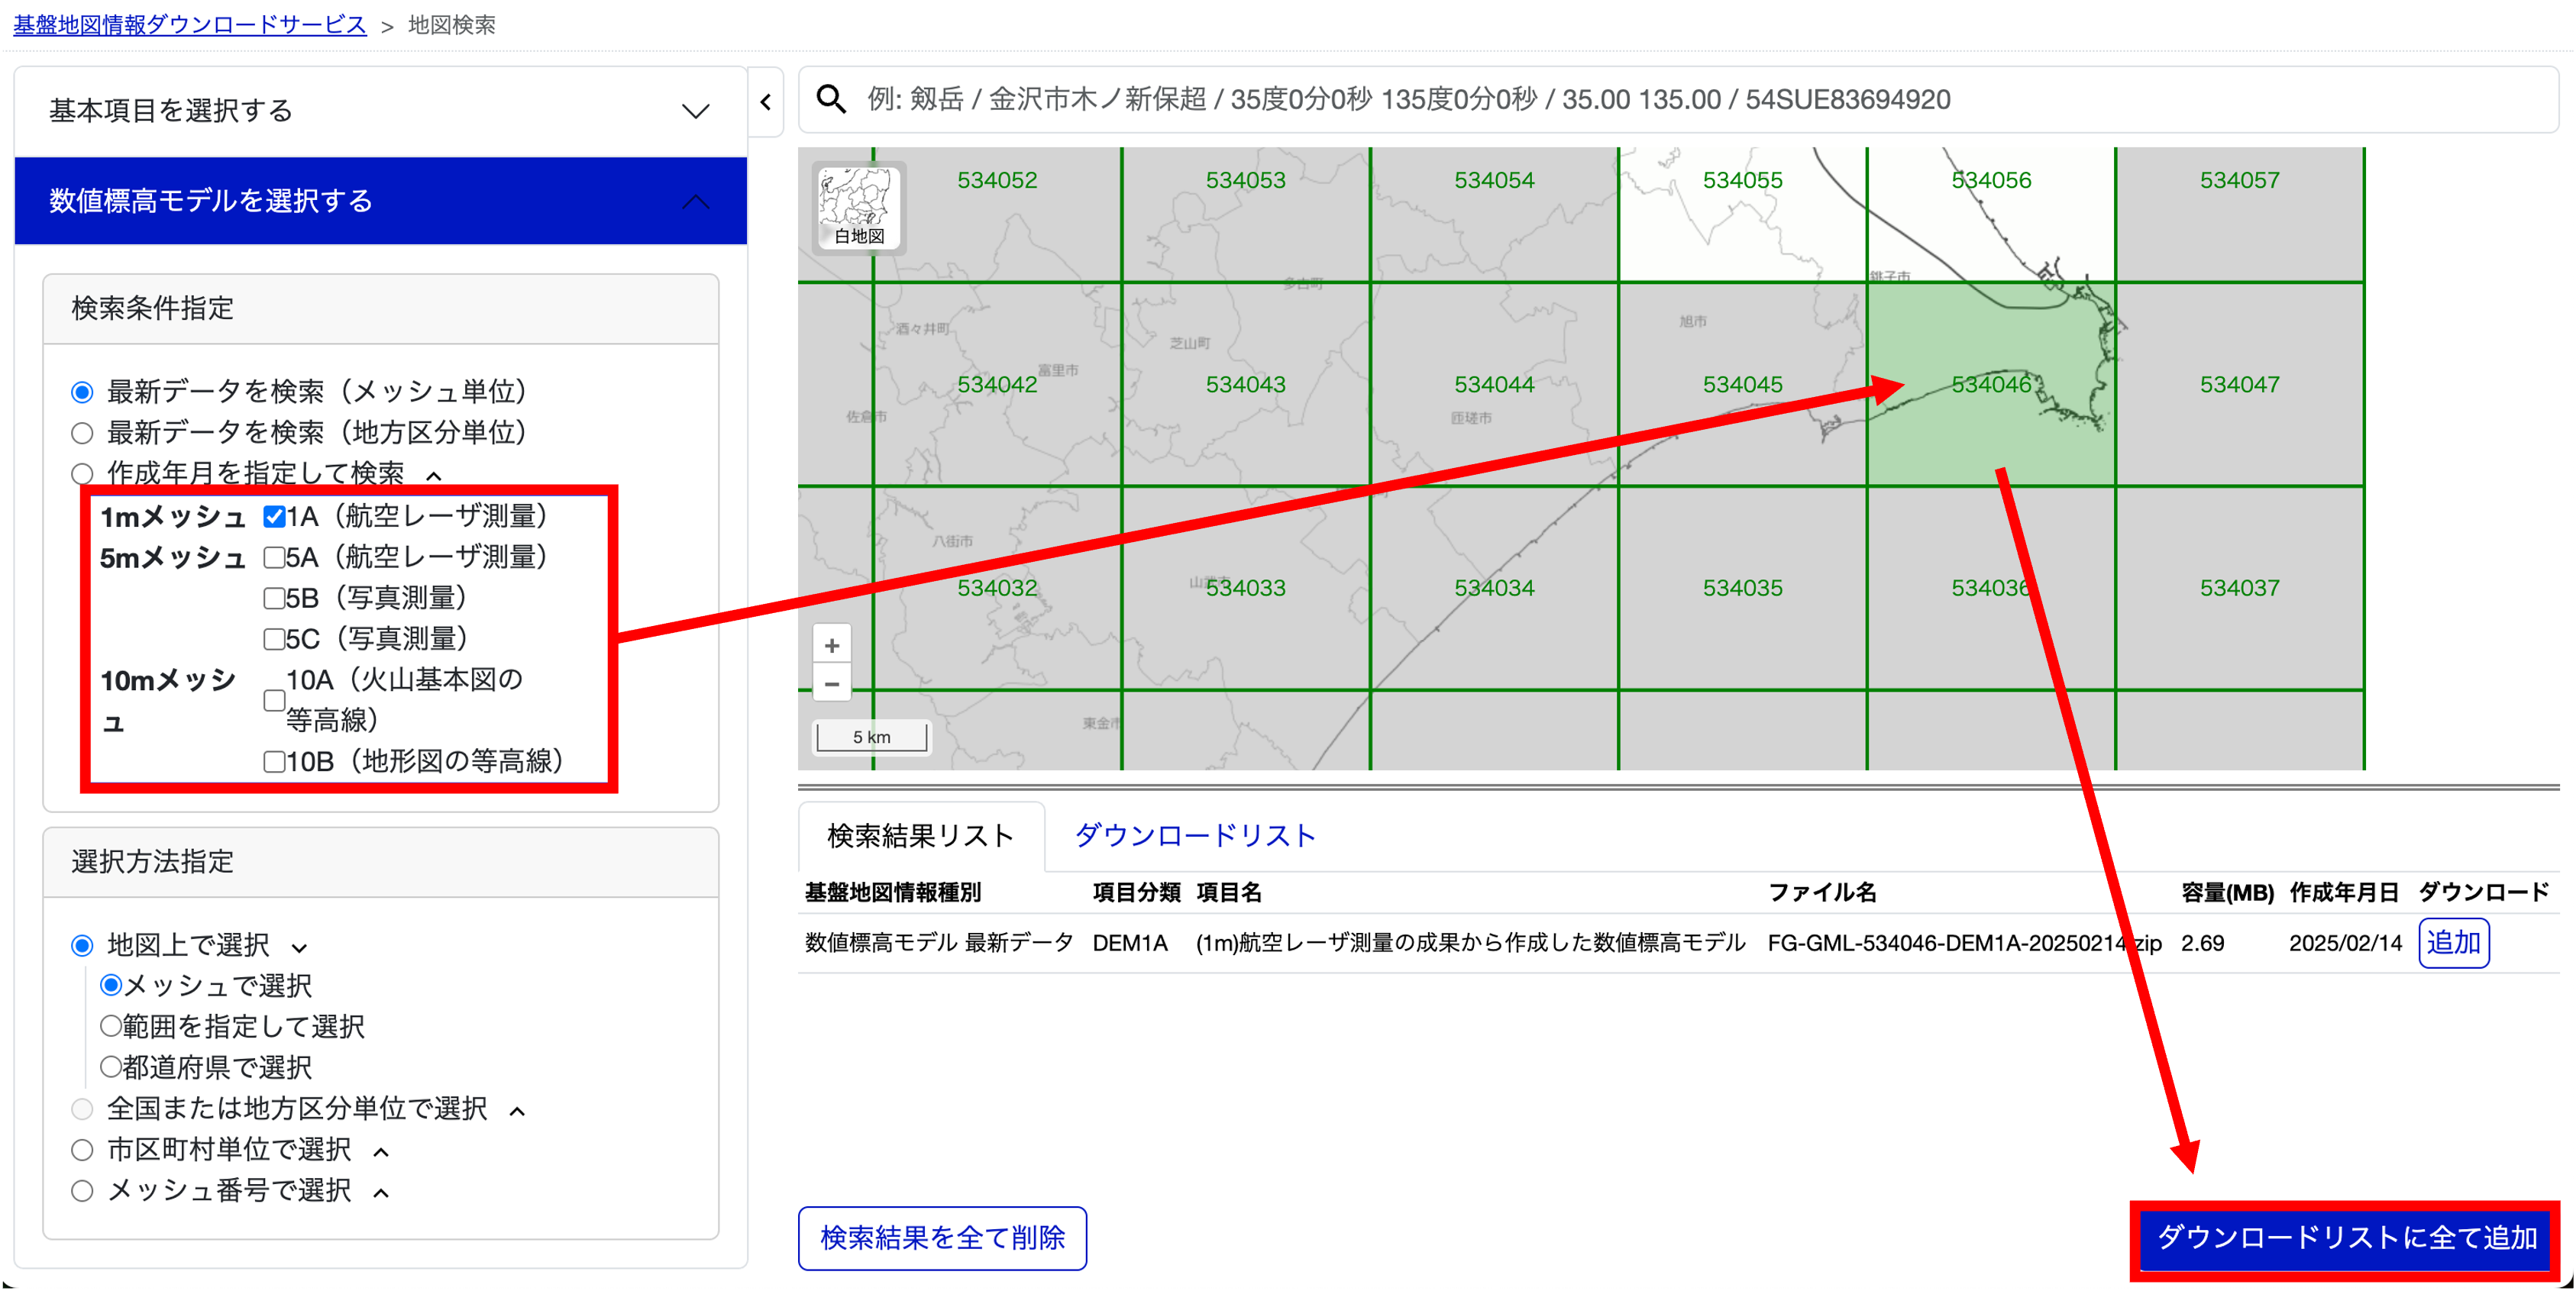 基盤地図情報ダウンロードサービス > 地図検索
基本項目を選択する
数値標高モデルを選択する
検索条件指定
最新データを検索（メッシュ単位）
最新データを検索（地方区分単位）
作成年月を指定して検索
1mメッシュ 1A（航空レーザ測量）
5mメッシュ 5A（航空レーザ測量）
5B（写真測量）
5C（写真測量）
10mメッシュ 10A（火山基本図の等高線）
10B（地形図の等高線）
選択方法指定
地図上で選択
メッシュで選択
範囲を指定して選択
都道府県で選択
全国または地方区分単位で選択
市区町村単位で選択
メッシュ番号で選択
例: 剱岳 / 金沢市木ノ新保超 / 35度0分0秒 135度0分0秒 / 35.00 135.00 / 54SUE83694920
白地図
534052 534053 534054 534055 534056 534057
多古町
銚子市
酒々井町
芝山町
旭市
富里市
534042 534043 534044 534045 534046 534047
佐倉市
匝瑳市
八街市
山武市
534032 534033 534034 534035 534036 534037
+
−
東金市
5 km
検索結果リスト ダウンロードリスト
基盤地図情報種別 項目分類 項目名 ファイル名 容量(MB) 作成年月日 ダウンロード
数値標高モデル 最新データ DEM1A (1m)航空レーザ測量の成果から作成した数値標高モデル FG-GML-534046-DEM1A-20250214.zip 2.69 2025/02/14 追加
検索結果を全て削除
ダウンロードリストに全て追加